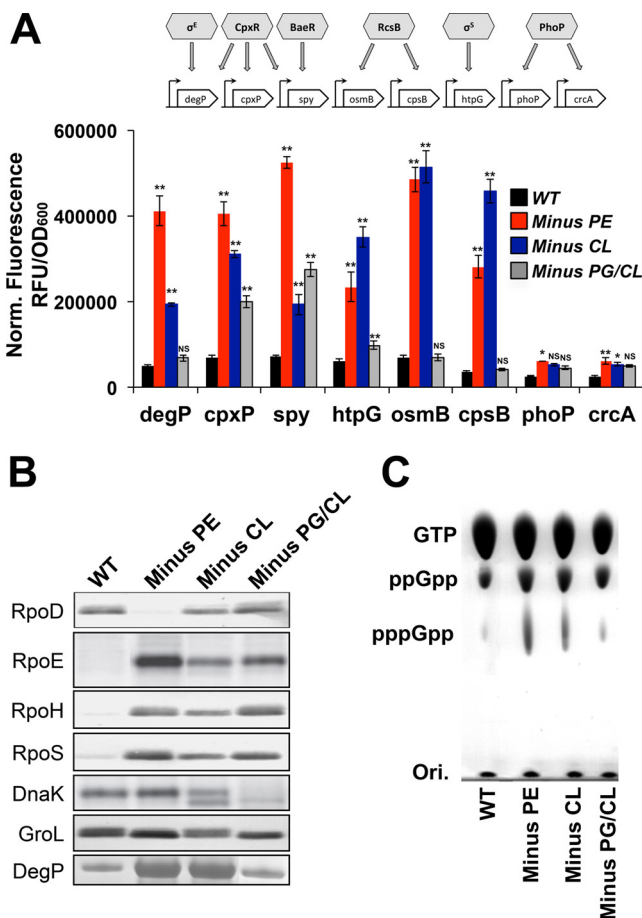 A
σE CpxR BaeR RcsB σS PhoP
degP cpxP spy osmB cpsB htpG phoP crcA
Norm. Fluorescence
RFU/OD600
600000
400000
200000
0
** ** ** ** ** ** NS ** ** ** ** ** ** ** NS ** ** NS * NS NS ** * NS
WT
Minus PE
Minus CL
Minus PG/CL
degP cpxP spy htpG osmB cpsB phoP crcA
B
WT Minus PE Minus CL Minus PG/CL
RpoD
RpoE
RpoH
RpoS
DnaK
GroL
DegP
C
GTP
ppGpp
pppGpp
Ori.
WT Minus PE Minus CL Minus PG/CL